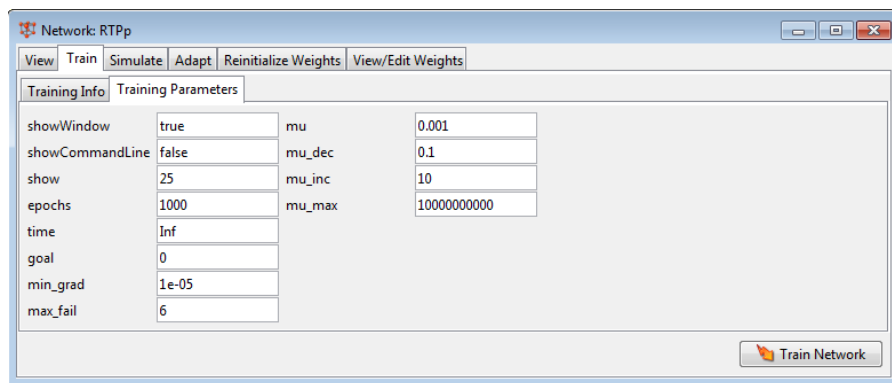 Network: RTPp
View Train Simulate Adapt Reinitialize Weights View/Edit Weights
Training Info Training Parameters
showWindow true mu 0.001
showCommandLine false mu_dec 0.1
show 25 mu_inc 10
epochs 1000 mu_max 10000000000
time Inf
goal 0
min_grad 1e-05
max_fail 6
Train Network